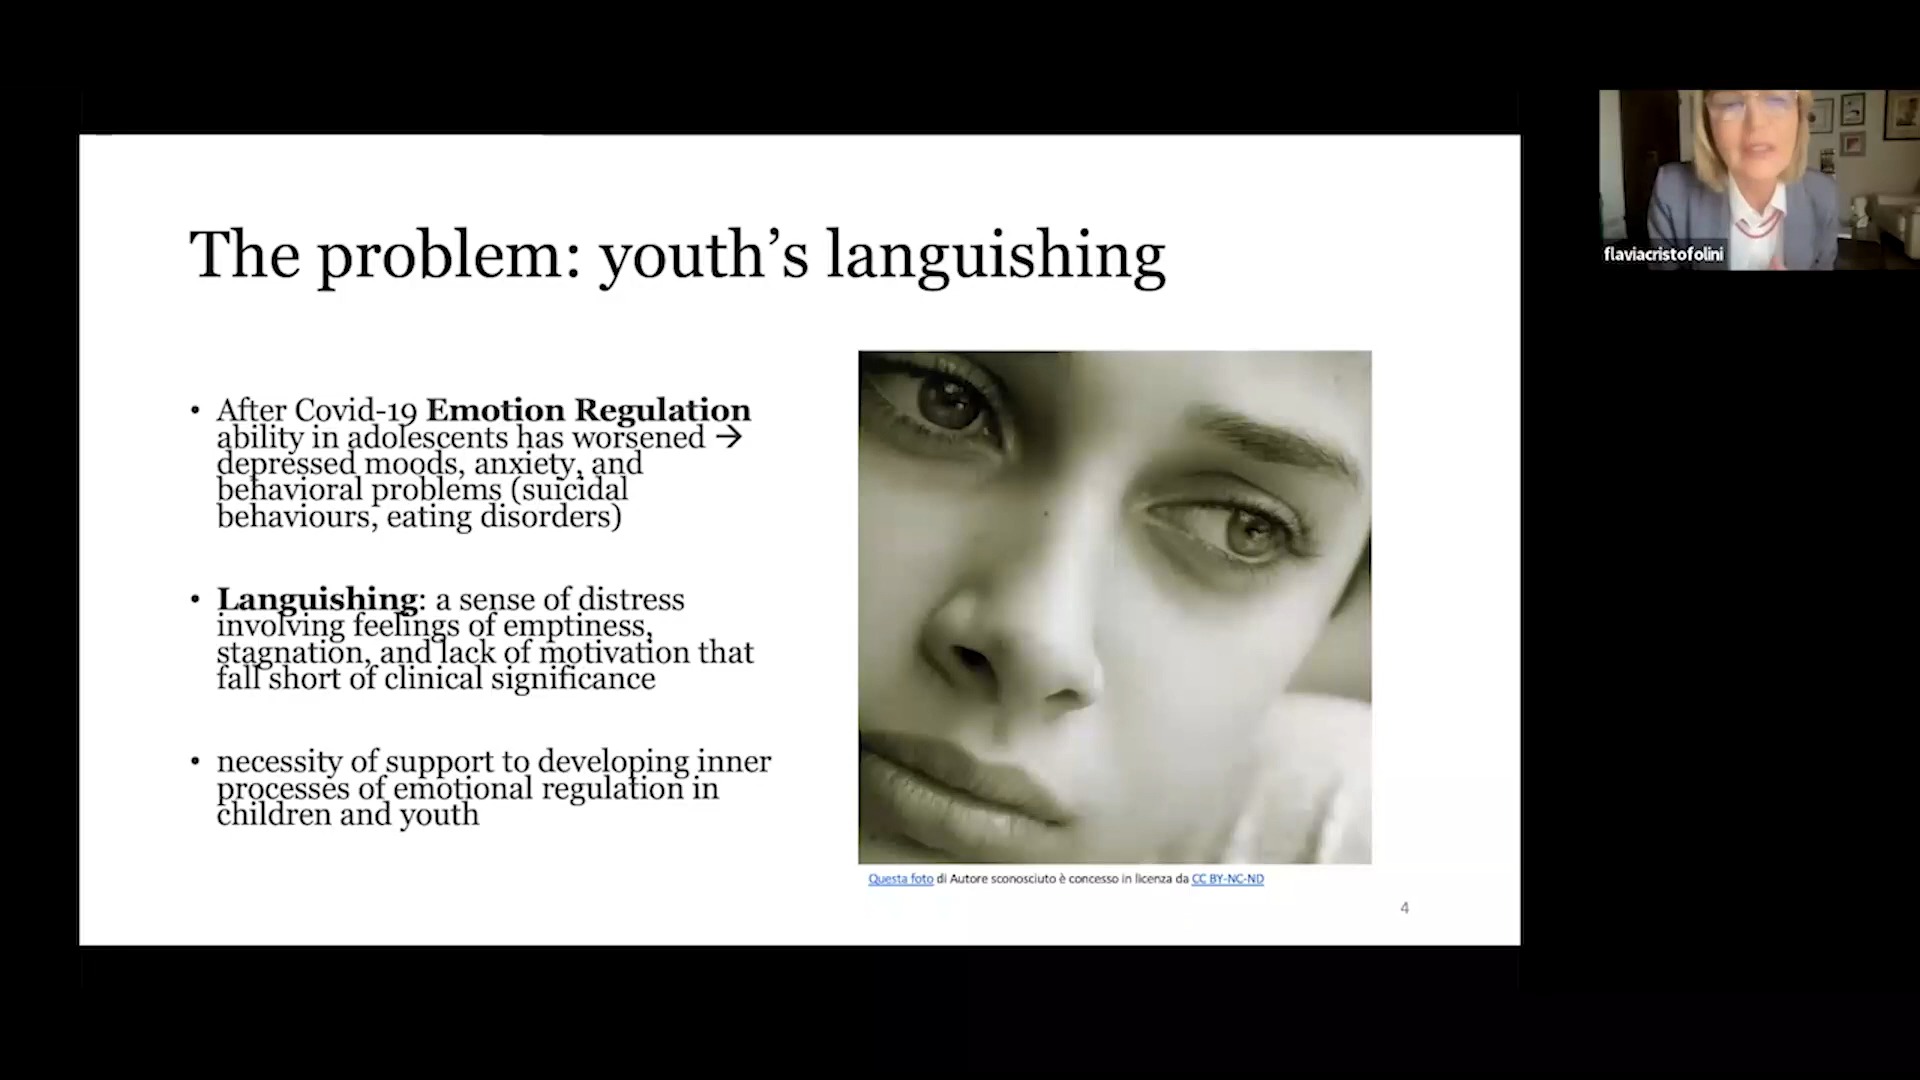 The problem: youth’s languishing
• After Covid-19 Emotion Regulation
ability in adolescents has worsened →
depressed moods, anxiety, and
behavioral problems (suicidal
behaviours, eating disorders)
• Languishing: a sense of distress
involving feelings of emptiness,
stagnation, and lack of motivation that
fall short of clinical significance
• necessity of support to developing inner
processes of emotional regulation in
children and youth
Questa foto di Autore sconosciuto è concesso in licenza da CC BY-NC-ND
4
flaviacristofolini